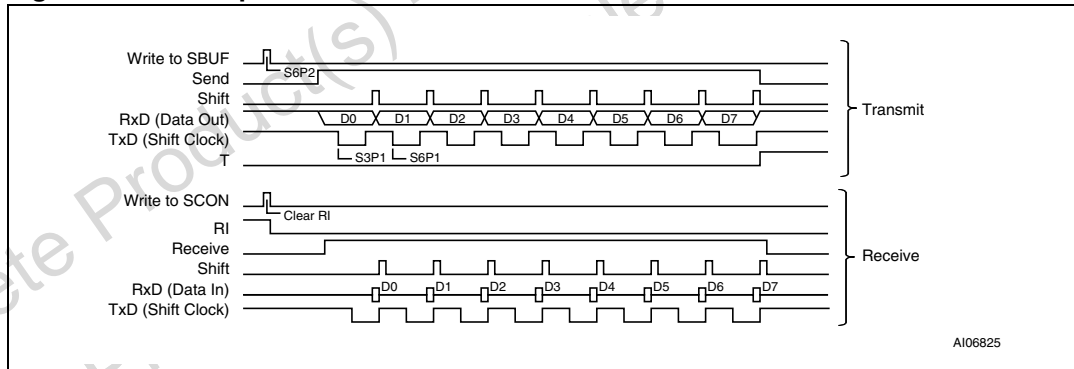 Write to SBUF
S6P2
Send
Shift
RxD (Data Out) D0 D1 D2 D3 D4 D5 D6 D7
TxD (Shift Clock)
S3P1 S6P1
T
Transmit
Write to SCON
Clear RI
RI
Receive
Shift
RxD (Data In) D0 D1 D2 D3 D4 D5 D6 D7
TxD (Shift Clock)
Receive
AI06825
ete Product(s)